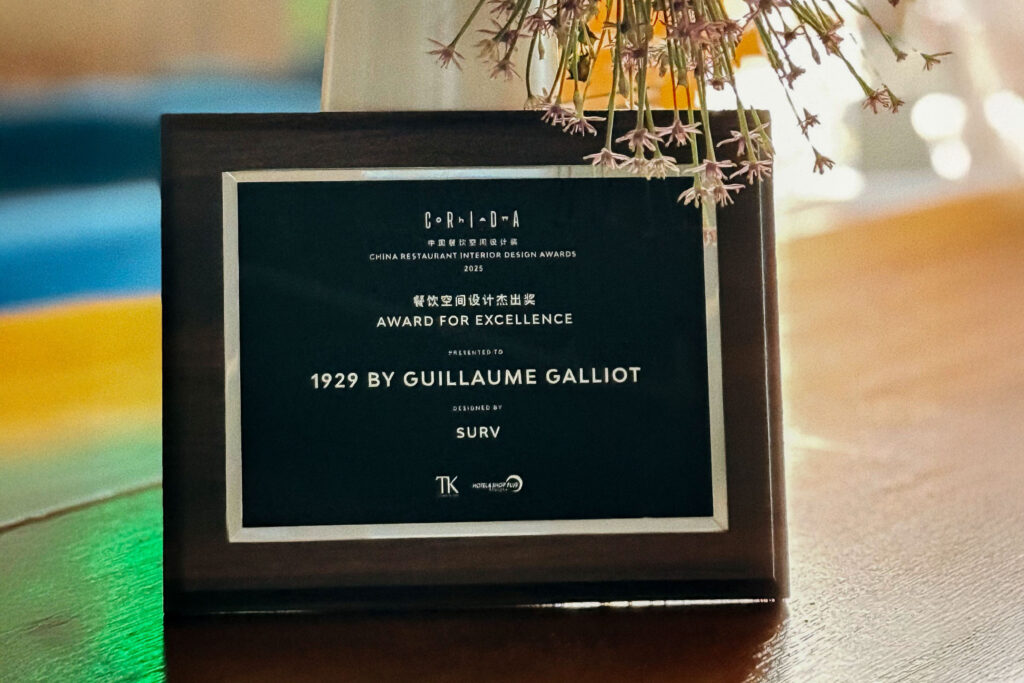 CORIDA
中国餐饮空间设计奖
CHINA RESTAURANT INTERIOR DESIGN AWARDS
2025
餐饮空间设计杰出奖
AWARD FOR EXCELLENCE
PRESENTED TO
1929 BY GUILLAUME GALLIOT
DESIGNED BY
SURV
TK
HOTEL & SHOP PLUS